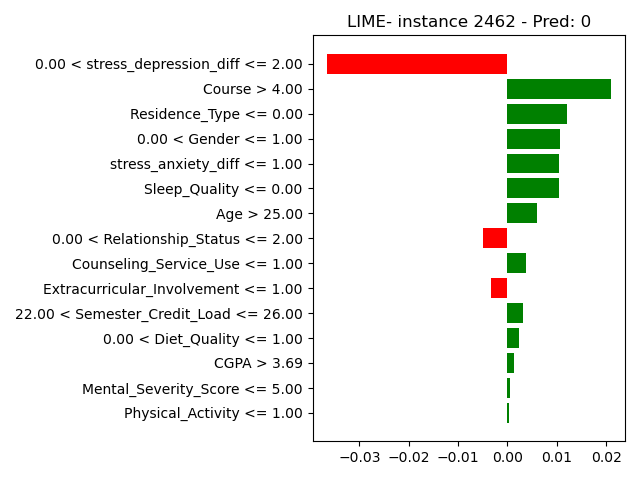 LIME- instance 2462 - Pred: 0
0.00 < stress_depression_diff <= 2.00
Course > 4.00
Residence_Type <= 0.00
0.00 < Gender <= 1.00
stress_anxiety_diff <= 1.00
Sleep_Quality <= 0.00
Age > 25.00
0.00 < Relationship_Status <= 2.00
Counseling_Service_Use <= 1.00
Extracurricular_Involvement <= 1.00
22.00 < Semester_Credit_Load <= 26.00
0.00 < Diet_Quality <= 1.00
CGPA > 3.69
Mental_Severity_Score <= 5.00
Physical_Activity <= 1.00
−0.03 −0.02 −0.01 0.00 0.01 0.02